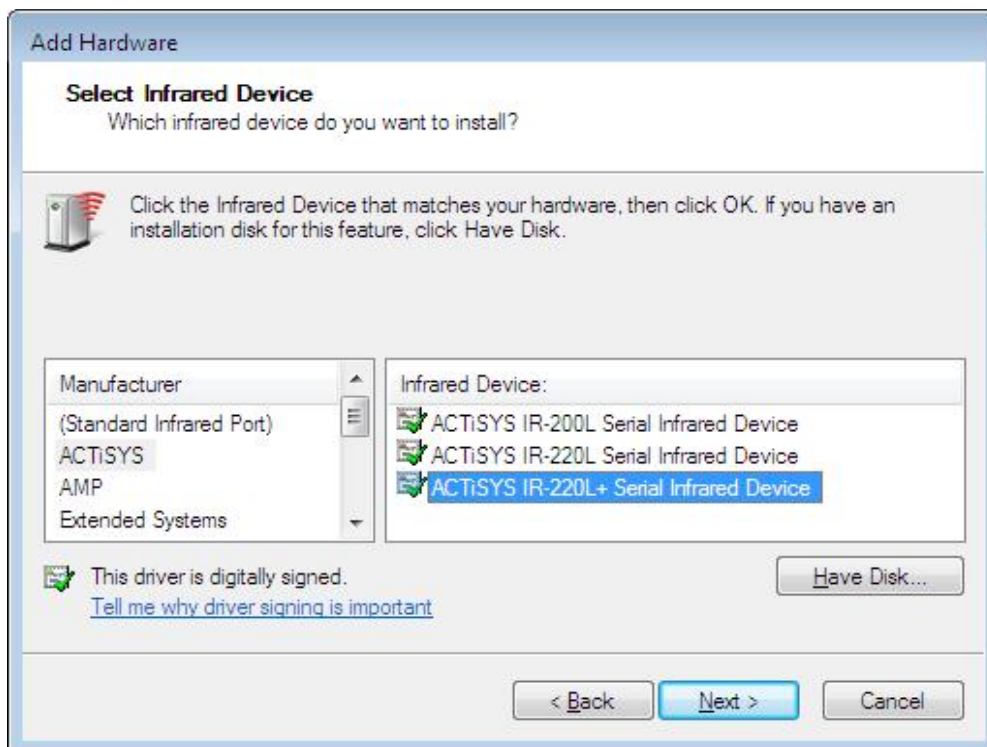 Add Hardware
Select Infrared Device
Which infrared device do you want to install?
Click the Infrared Device that matches your hardware, then click OK. If you have an
installation disk for this feature, click Have Disk.
Manufacturer
(Standard Infrared Port)
ACTiSYS
AMP
Extended Systems
Infrared Device:
ACTiSYS IR-200L Serial Infrared Device
ACTiSYS IR-220L Serial Infrared Device
ACTiSYS IR-220L+ Serial Infrared Device
This driver is digitally signed.
Tell me why driver signing is important
Have Disk...
< Back
Next >
Cancel